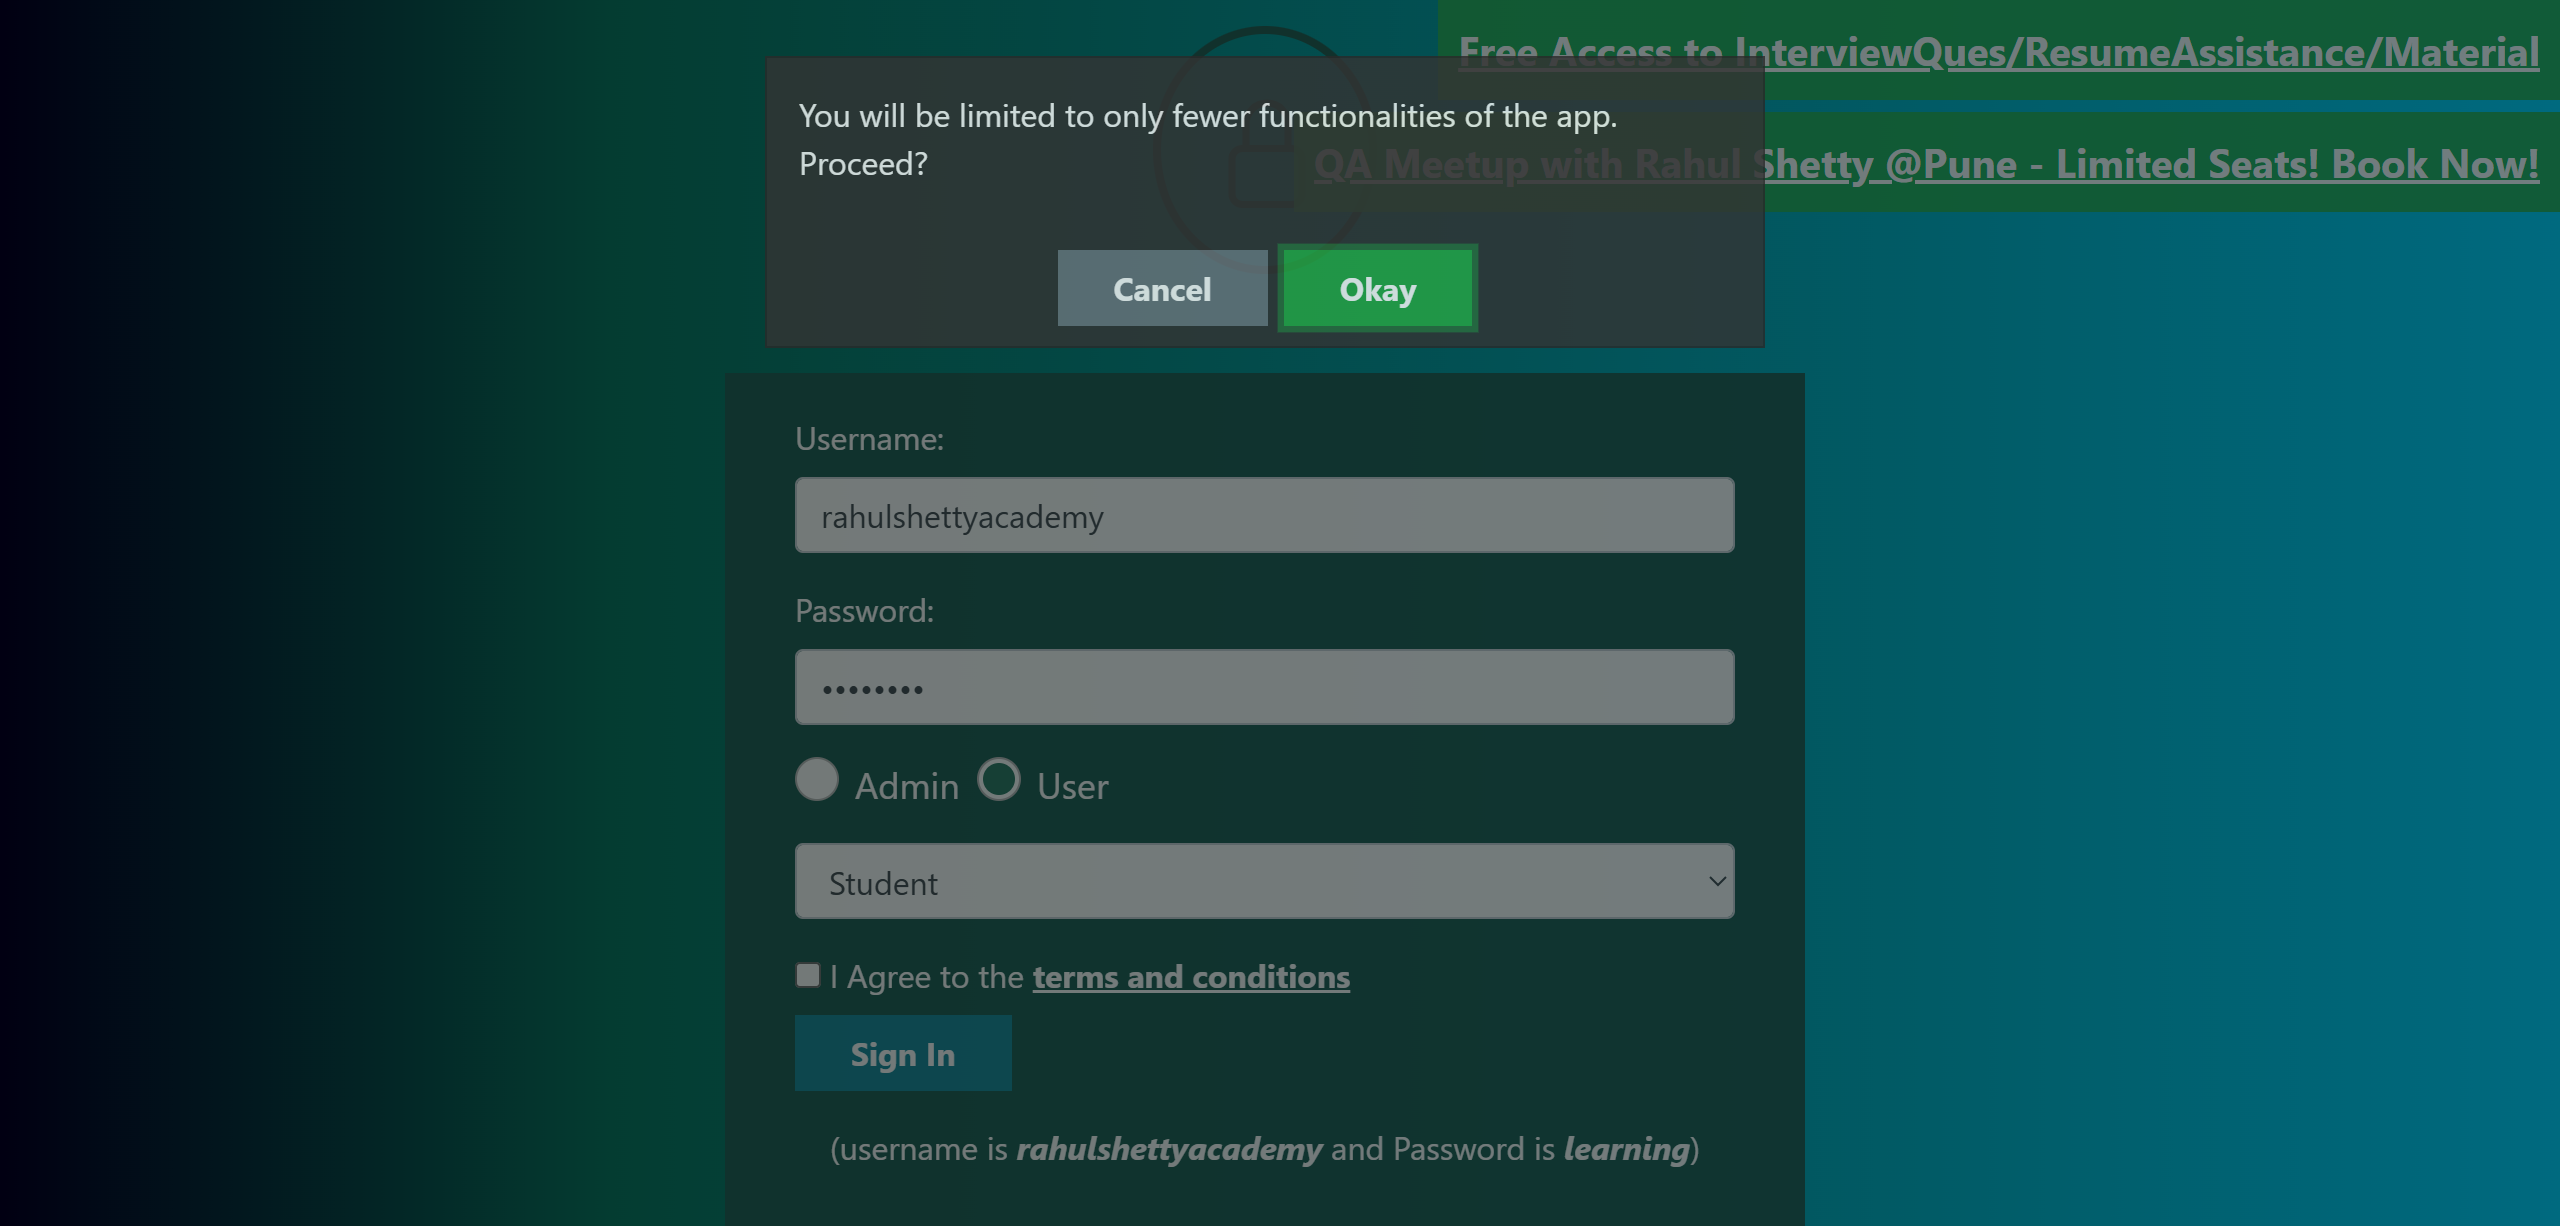 Free Access to InterviewQues/ResumeAssistance/Material
You will be limited to only fewer functionalities of the app.
Proceed?
QA Meetup with Rahul Shetty @Pune - Limited Seats! Book Now!
Cancel
Okay
Username:
rahulshettyacademy
Password:
••••••••
Admin
User
Student
I Agree to the terms and conditions
Sign In
(username is rahulshettyacademy and Password is learning)